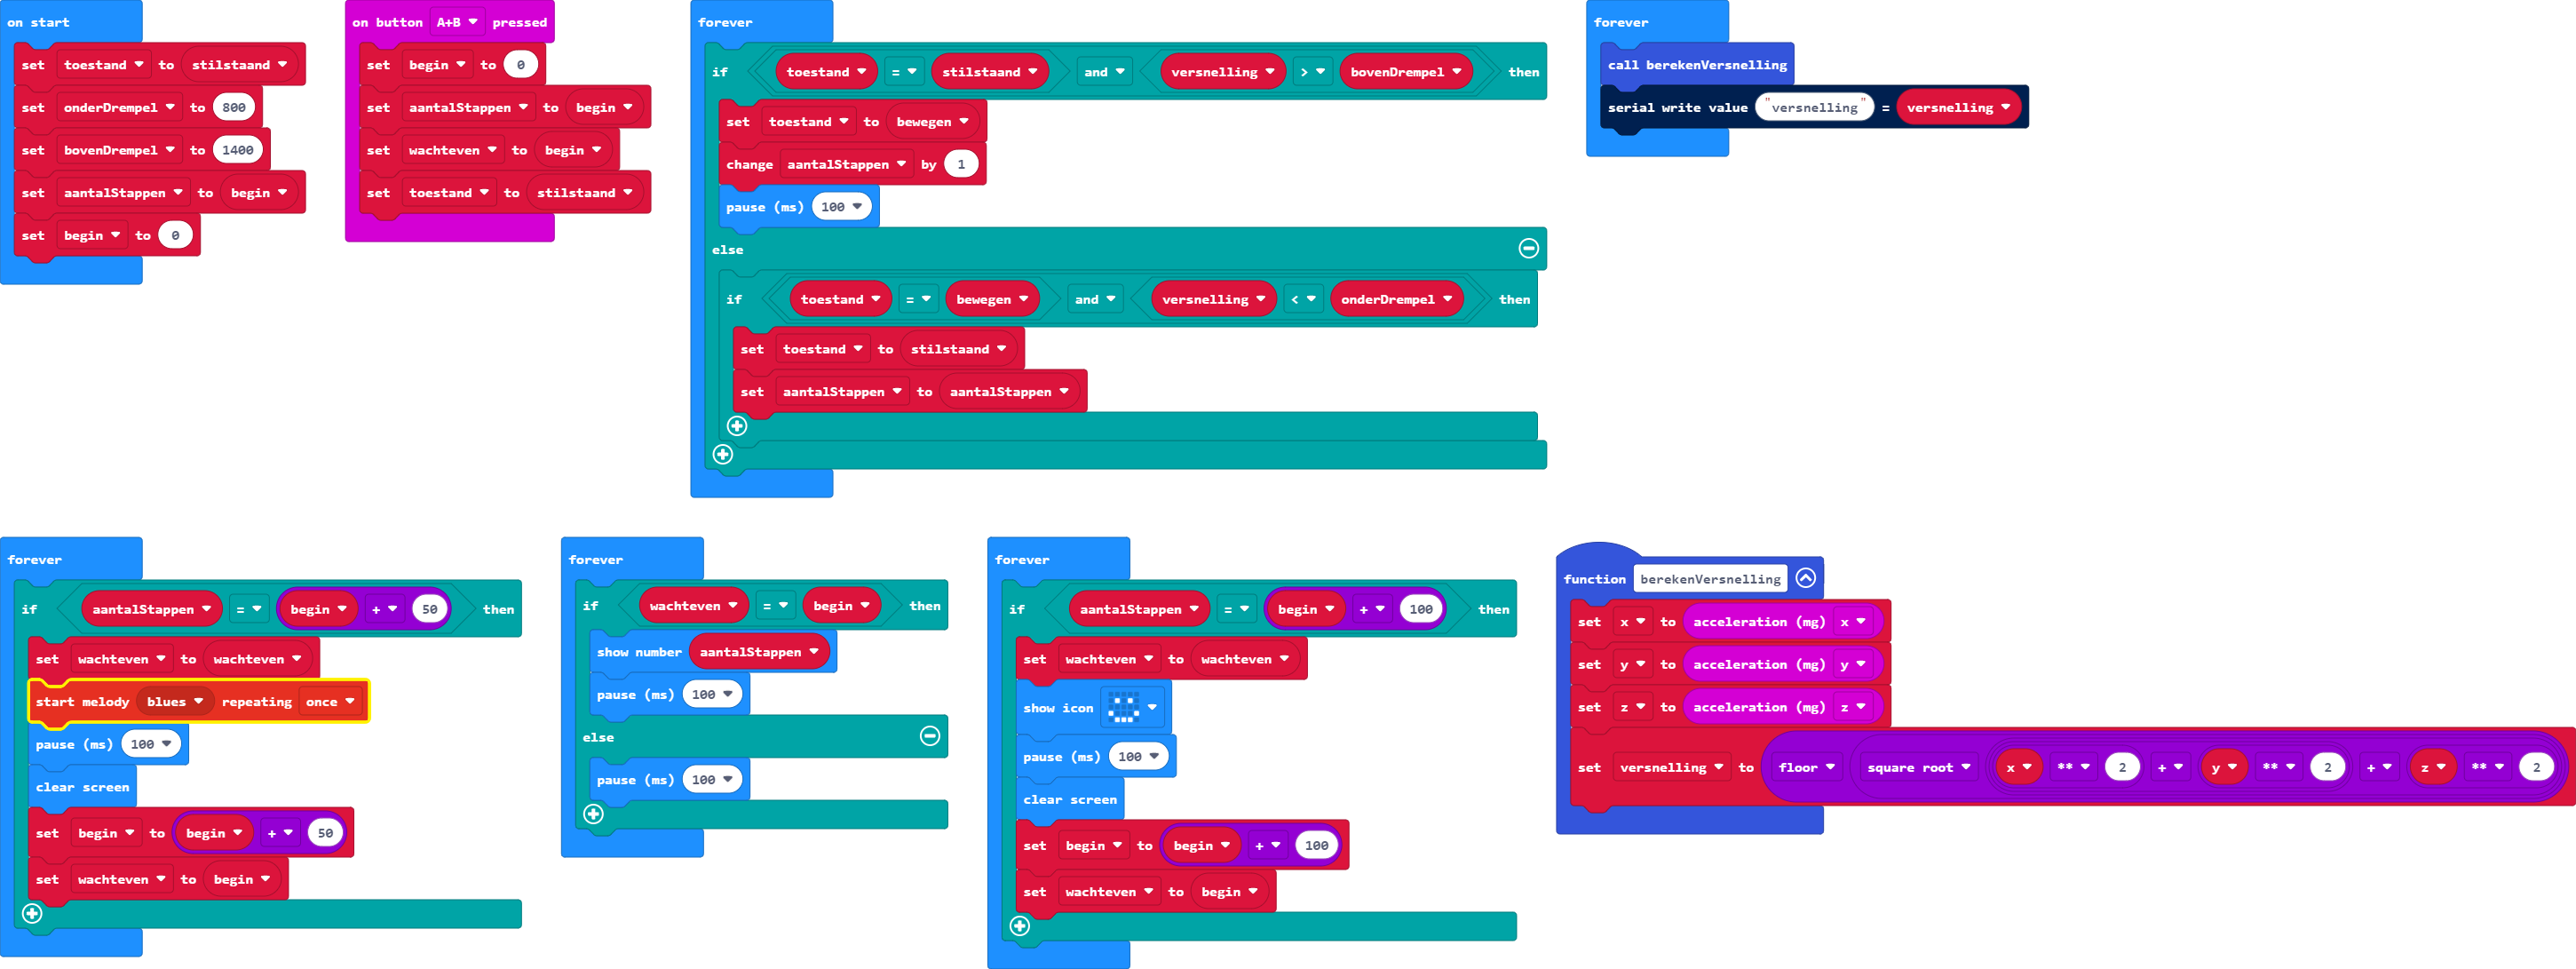 on start
set toestand to stilstaand
set onderDrempel to 800
set bovenDrempel to 1400
set aantalStappen to begin
set begin to 0
on button A+B pressed
set begin to 0
set aantalStappen to begin
set wachteven to begin
set toestand to stilstaand
forever
if toestand = stilstaand and versnelling > bovenDrempel then
set toestand to bewegen
change aantalStappen by 1
pause (ms) 100
else
if toestand = bewegen and versnelling < onderDrempel then
set toestand to stilstaand
set aantalStappen to aantalStappen
forever
call berekenVersnelling
serial write value "versnelling" = versnelling
forever
if aantalStappen = begin + 50 then
set wachteven to wachteven
start melody blues repeating once
pause (ms) 100
clear screen
set begin to begin + 50
set wachteven to begin
forever
if wachteven = begin then
show number aantalStappen
pause (ms) 100
else
pause (ms) 100
forever
if aantalStappen = begin + 100 then
set wachteven to wachteven
show icon
pause (ms) 100
clear screen
set begin to begin + 100
set wachteven to begin
function berekenVersnelling
set x to acceleration (mg) x
set y to acceleration (mg) y
set z to acceleration (mg) z
set versnelling to floor square root x ** 2 + y ** 2 + z ** 2